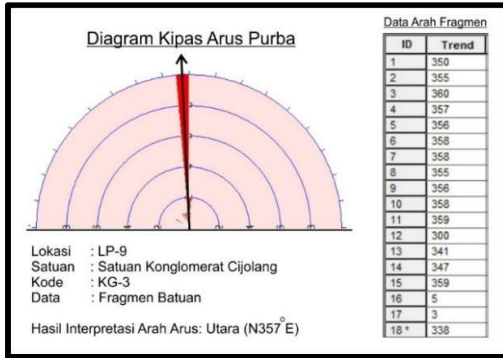 Diagram Kipas Arus Purba
Lokasi : LP-9
Satuan : Satuan Konglomerat Cijolang
Kode : KG-3
Data : Fragmen Batuan
Hasil Interpretasi Arah Arus: Utara (N357°E)
Data Arah Fragmen
ID Trend
1 350
2 355
3 360
4 357
5 356
6 358
7 358
8 355
9 356
10 358
11 359
12 300
13 341
14 347
15 359
16 5
17 3
18 * 338